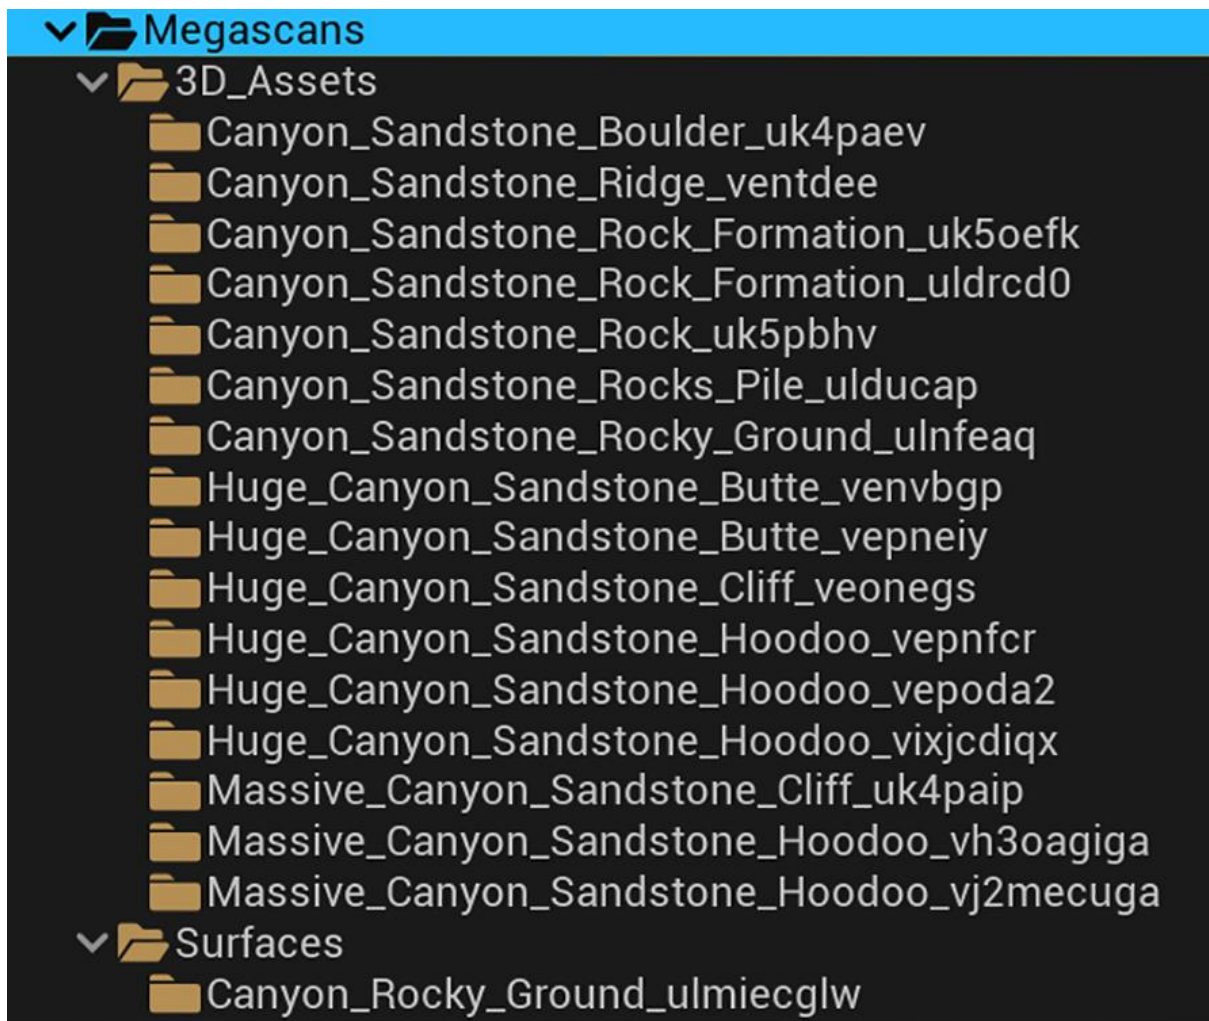 Megascans
3D_Assets
Canyon_Sandstone_Boulder_uk4paev
Canyon_Sandstone_Ridge_ventdee
Canyon_Sandstone_Rock_Formation_uk5oefk
Canyon_Sandstone_Rock_Formation_uldrcd0
Canyon_Sandstone_Rock_uk5pbhv
Canyon_Sandstone_Rocks_Pile_ulducap
Canyon_Sandstone_Rocky_Ground_ulnfeaq
Huge_Canyon_Sandstone_Butte_venvbgp
Huge_Canyon_Sandstone_Butte_vepneiy
Huge_Canyon_Sandstone_Cliff_veonegs
Huge_Canyon_Sandstone_Hoodoo_vepnfcr
Huge_Canyon_Sandstone_Hoodoo_vepoda2
Huge_Canyon_Sandstone_Hoodoo_vixjcdiqx
Massive_Canyon_Sandstone_Cliff_uk4paip
Massive_Canyon_Sandstone_Hoodoo_vh3oagiga
Massive_Canyon_Sandstone_Hoodoo_vj2mecuga
Surfaces
Canyon_Rocky_Ground_ulmiecglw